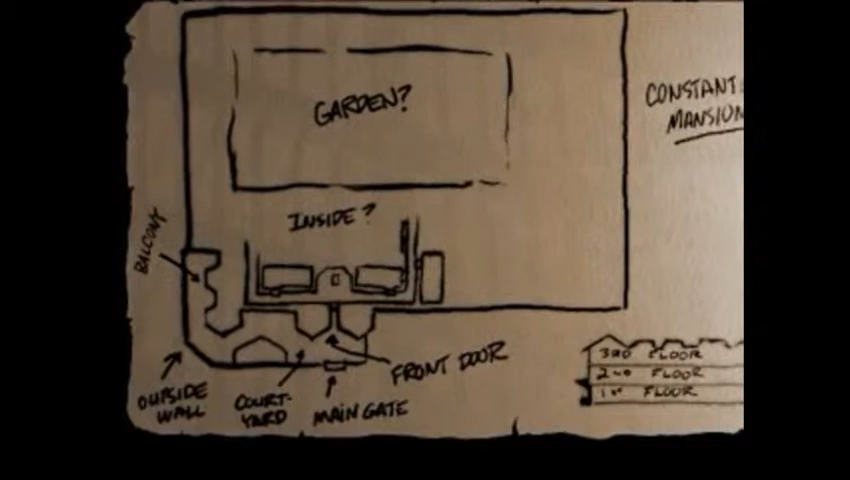 GARDEN?
CONSTANT
MANSION
INSIDE?
BALCONY
3RD FLOOR
2ND FLOOR
1ST FLOOR
FRONT DOOR
OUTSIDE
WALL
COURT-
YARD
MAIN GATE